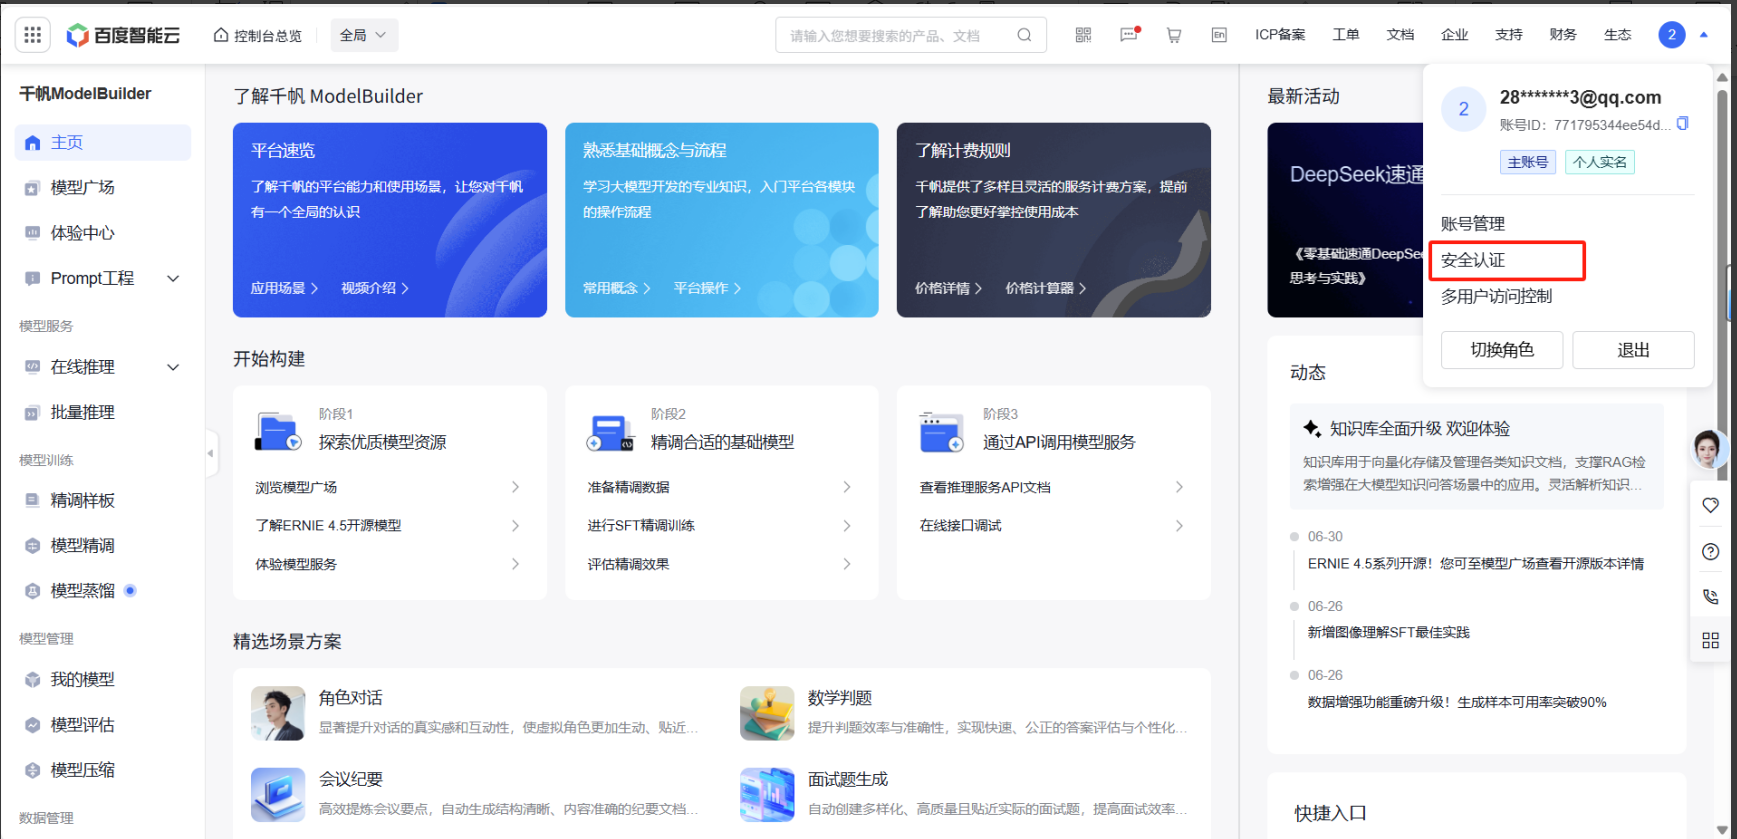 百度智能云
控制台总览
全局
请输入您想要搜索的产品、文档
En
ICP备案
工单
文档
企业
支持
财务
生态
2
千帆ModelBuilder
主页
模型广场
体验中心
Prompt工程
模型服务
在线推理
批量推理
模型训练
精调样板
模型精调
模型蒸馏
模型管理
我的模型
模型评估
模型压缩
数据管理
了解千帆 ModelBuilder
平台速览
了解千帆的平台能力和使用场景，让您对千帆
有一个全局的认识
应用场景
视频介绍
熟悉基础概念与流程
学习大模型开发的专业知识，入门平台各模块
的操作流程
常用概念
平台操作
了解计费规则
千帆提供了多样且灵活的服务计费方案，提前
了解助您更好掌控使用成本
价格详情
价格计算器
开始构建
阶段1
探索优质模型资源
浏览模型广场
了解ERNIE 4.5开源模型
体验模型服务
阶段2
精调合适的基础模型
准备精调数据
进行SFT精调训练
评估精调效果
阶段3
通过API调用模型服务
查看推理服务API文档
在线接口调试
精选场景方案
角色对话
显著提升对话的真实感和互动性，使虚拟角色更加生动、贴近...
数学判题
提升判题效率与准确性，实现快速、公正的答案评估与个性化...
会议纪要
高效提炼会议要点，自动生成结构清晰、内容准确的纪要文档...
面试题生成
自动创建多样化、高质量且贴近实际的面试题，提高面试效率...
最新活动
DeepSeek速通
《零基础速通DeepSee
思考与实践》
2
28*******3@qq.com
账号ID：771795344ee54d...
主账号
个人实名
账号管理
安全认证
多用户访问控制
切换角色
退出
动态
知识库全面升级 欢迎体验
知识库用于向量化存储及管理各类知识文档，支撑RAG检
索增强在大模型知识问答场景中的应用。灵活解析知识...
06-30
ERNIE 4.5系列开源！您可至模型广场查看开源版本详情
06-26
新增图像理解SFT最佳实践
06-26
数据增强功能重磅升级！生成样本可用率突破90%
快捷入口